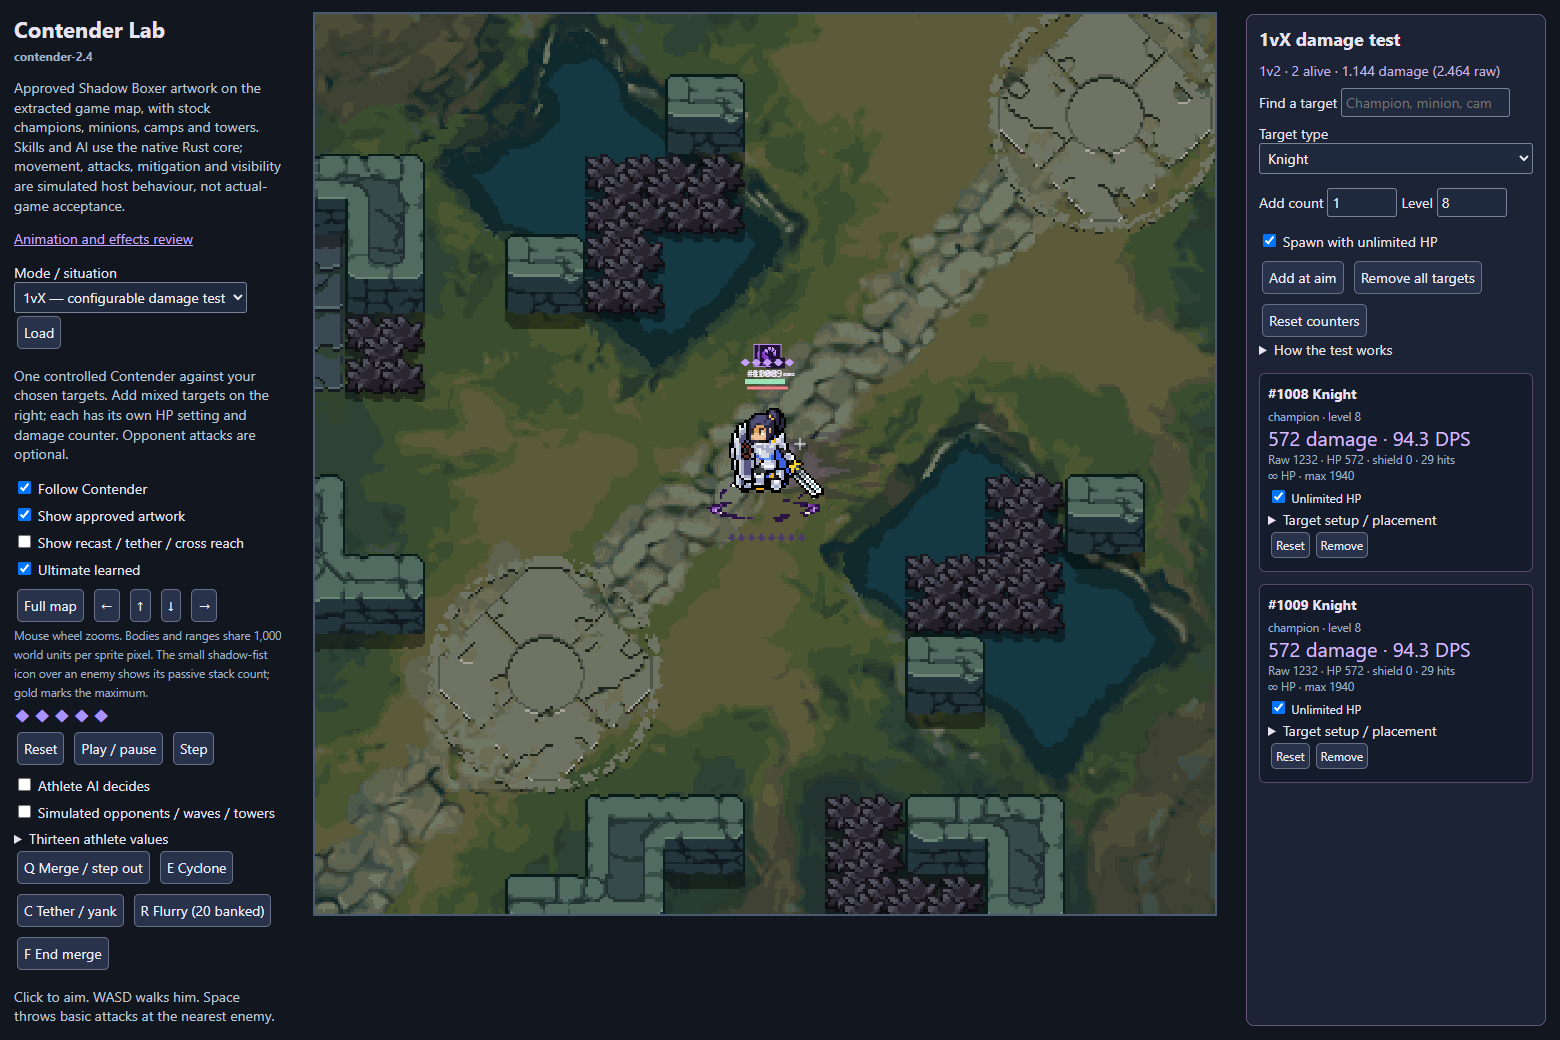 Contender Lab
contender-2.4
Approved Shadow Boxer artwork on the
extracted game map, with stock
champions, minions, camps and towers.
Skills and AI use the native Rust core;
movement, attacks, mitigation and visibility
are simulated host behaviour, not actual-
game acceptance.
Animation and effects review
Mode / situation
1vX — configurable damage test
Load
One controlled Contender against your
chosen targets. Add mixed targets on the
right; each has its own HP setting and
damage counter. Opponent attacks are
optional.
Follow Contender
Show approved artwork
Show recast / tether / cross reach
Ultimate learned
Full map ← ↑ ↓ →
Mouse wheel zooms. Bodies and ranges share 1,000
world units per sprite pixel. The small shadow-fist
icon over an enemy shows its passive stack count;
gold marks the maximum.
Reset Play / pause Step
Athlete AI decides
Simulated opponents / waves / towers
Thirteen athlete values
Q Merge / step out E Cyclone
C Tether / yank R Flurry (20 banked)
F End merge
Click to aim. WASD walks him. Space
throws basic attacks at the nearest enemy.
1vX damage test
1v2 · 2 alive · 1.144 damage (2.464 raw)
Find a target Champion, minion, cam
Target type
Knight
Add count 1 Level 8
Spawn with unlimited HP
Add at aim Remove all targets
Reset counters
How the test works
#1008 Knight
champion · level 8
572 damage · 94.3 DPS
Raw 1232 · HP 572 · shield 0 · 29 hits
∞ HP · max 1940
Unlimited HP
Target setup / placement
Reset Remove
#1009 Knight
champion · level 8
572 damage · 94.3 DPS
Raw 1232 · HP 572 · shield 0 · 29 hits
∞ HP · max 1940
Unlimited HP
Target setup / placement
Reset Remove